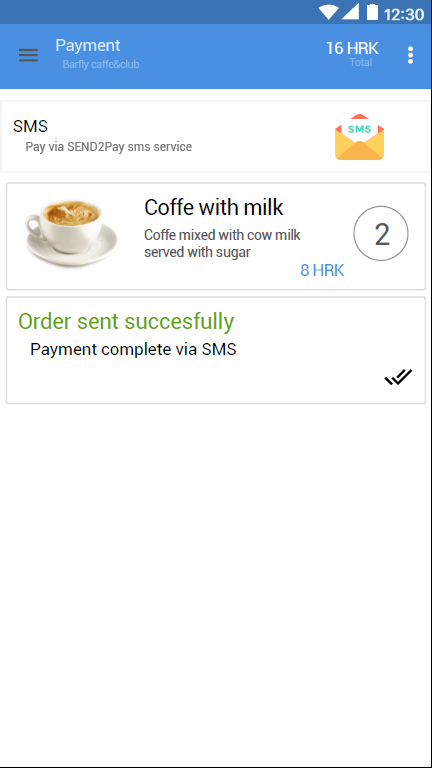 12:30
Payment
16 HRK
Barfly caffe&club
Total
SMS
SMS
Pay via SEND2Pay sms service
Coffe with milk
Coffe mixed with cow milk
served with sugar
2
8 HRK
Order sent succesfully
Payment complete via SMS